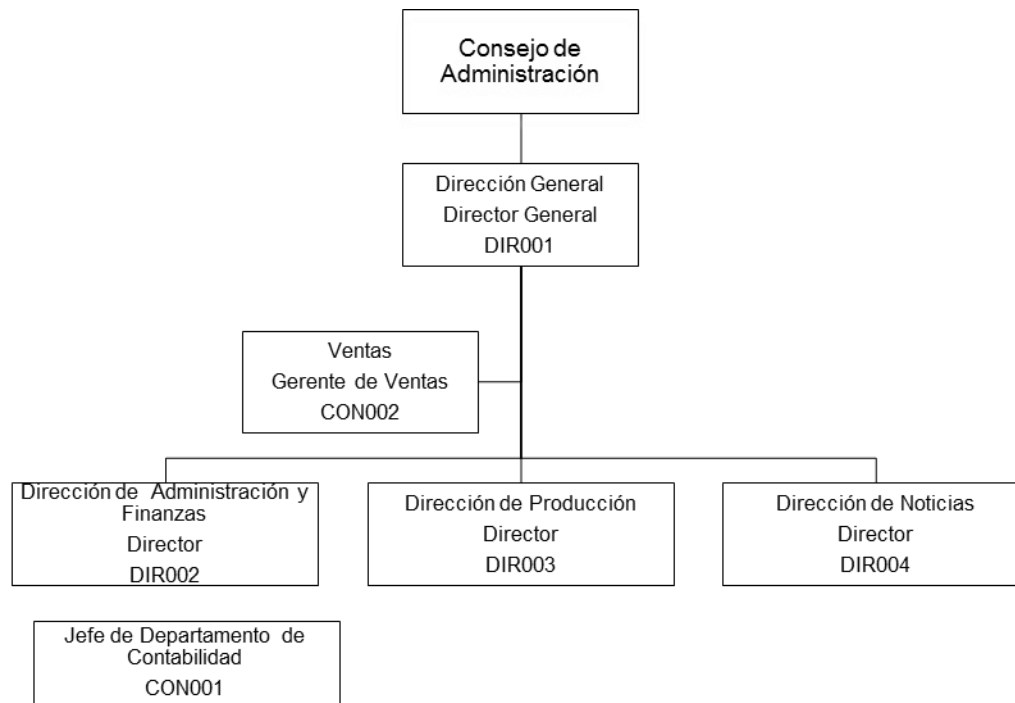 Consejo de
Administración
Dirección General
Director General
DIR001
Ventas
Gerente de Ventas
CON002
Dirección de Administración y
Finanzas
Director
DIR002
Dirección de Producción
Director
DIR003
Dirección de Noticias
Director
DIR004
Jefe de Departamento de
Contabilidad
CON001